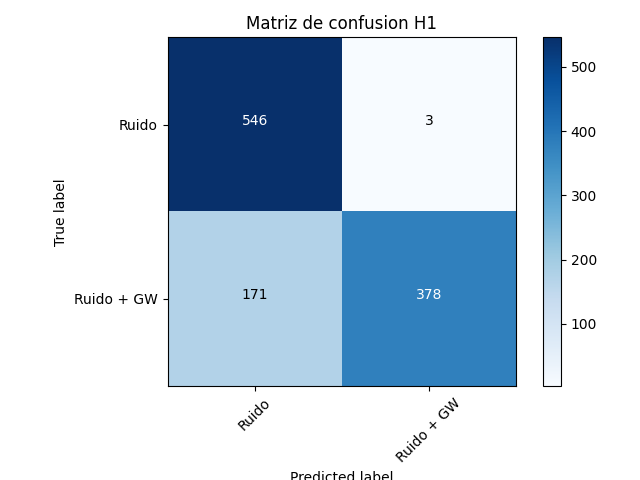 Matriz de confusion H1
True label
Ruido
546
3
Ruido + GW
171
378
Ruido
Ruido + GW
Predicted label
500
400
300
200
100